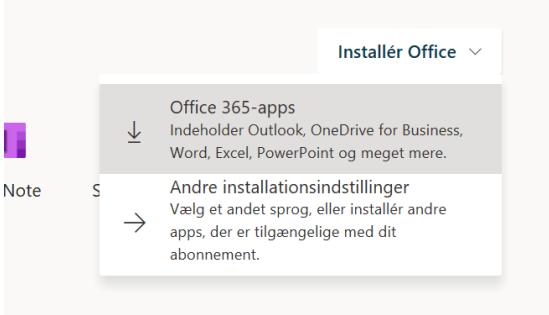 Installér Office
Office 365-apps
Indeholder Outlook, OneDrive for Business,
Word, Excel, PowerPoint og meget mere.
Note
S
Andre installationsindstillinger
Vælg et andet sprog, eller installér andre
apps, der er tilgængelige med dit
abonnement.